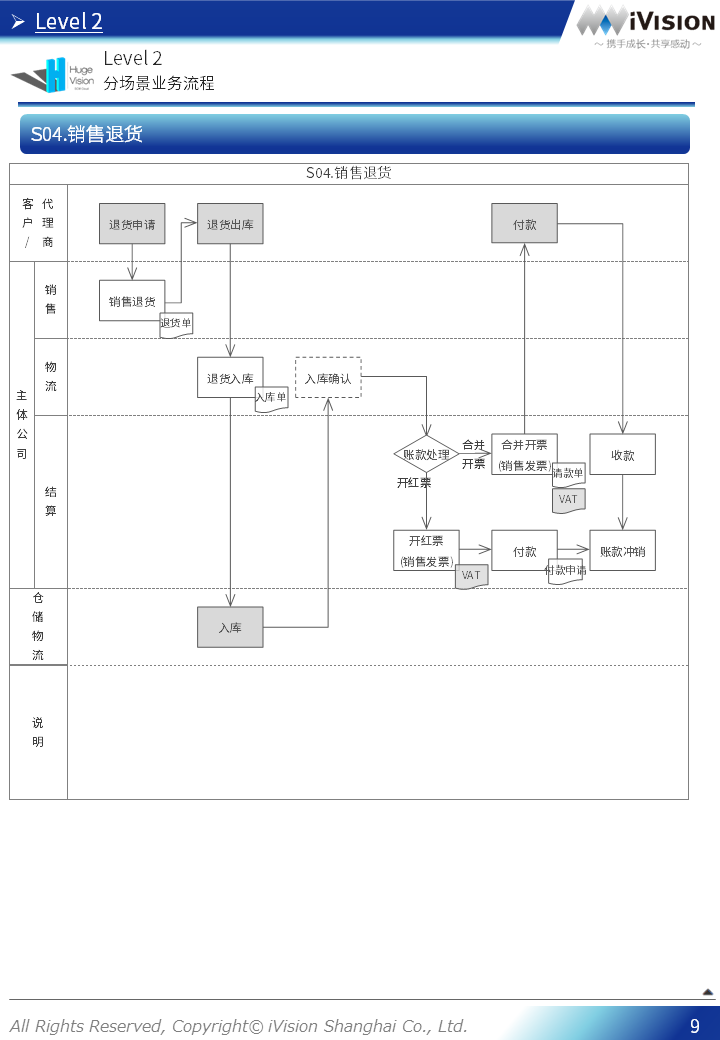 Level 2
iVision
～ 携手成长·共享感动 ～
Huge
Vision
Level 2
分场景业务流程
S04.销售退货
S04.销售退货
客户/
代理商
退货申请
退货出库
付款
销售
销售退货
退货单
主体公司
物流
退货入库
入库单
入库确认
结算
账款处理
合并
开票
开红票
合并开票
(销售发票)
请款单
VAT
收款
开红票
(销售发票)
VAT
付款
付款申请
账款冲销
仓储物流
入库
说明
All Rights Reserved, Copyright© iVision Shanghai Co., Ltd.
9